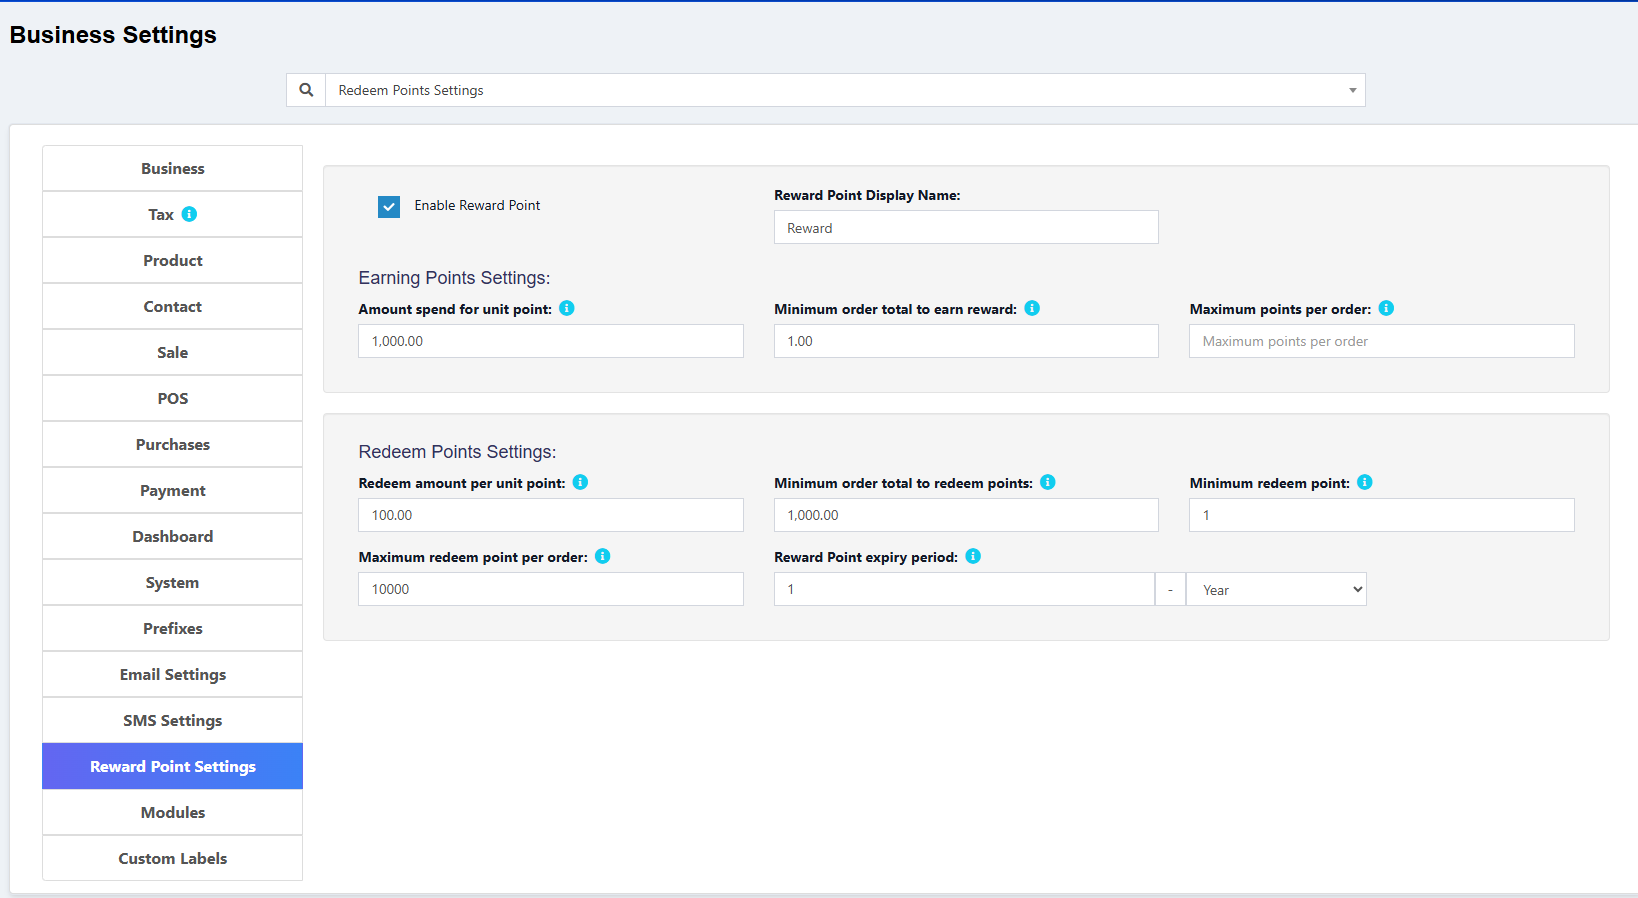 Business Settings
Redeem Points Settings
Business
Tax
Product
Contact
Sale
POS
Purchases
Payment
Dashboard
System
Prefixes
Email Settings
SMS Settings
Reward Point Settings
Modules
Custom Labels
Enable Reward Point
Reward Point Display Name:
Reward
Earning Points Settings:
Amount spend for unit point:
1,000.00
Minimum order total to earn reward:
1.00
Maximum points per order:
Maximum points per order
Redeem Points Settings:
Redeem amount per unit point:
100.00
Minimum order total to redeem points:
1,000.00
Minimum redeem point:
1
Maximum redeem point per order:
10000
Reward Point expiry period:
1 - Year